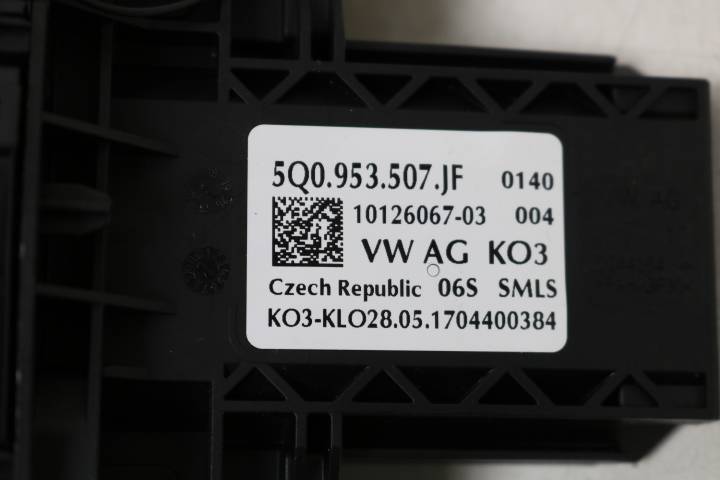 5Q0.953.507.JF 0140
10126067-03 004
VW AG KO3
Czech Republic 06S SMLS
KO3-KLO28.05.1704400384